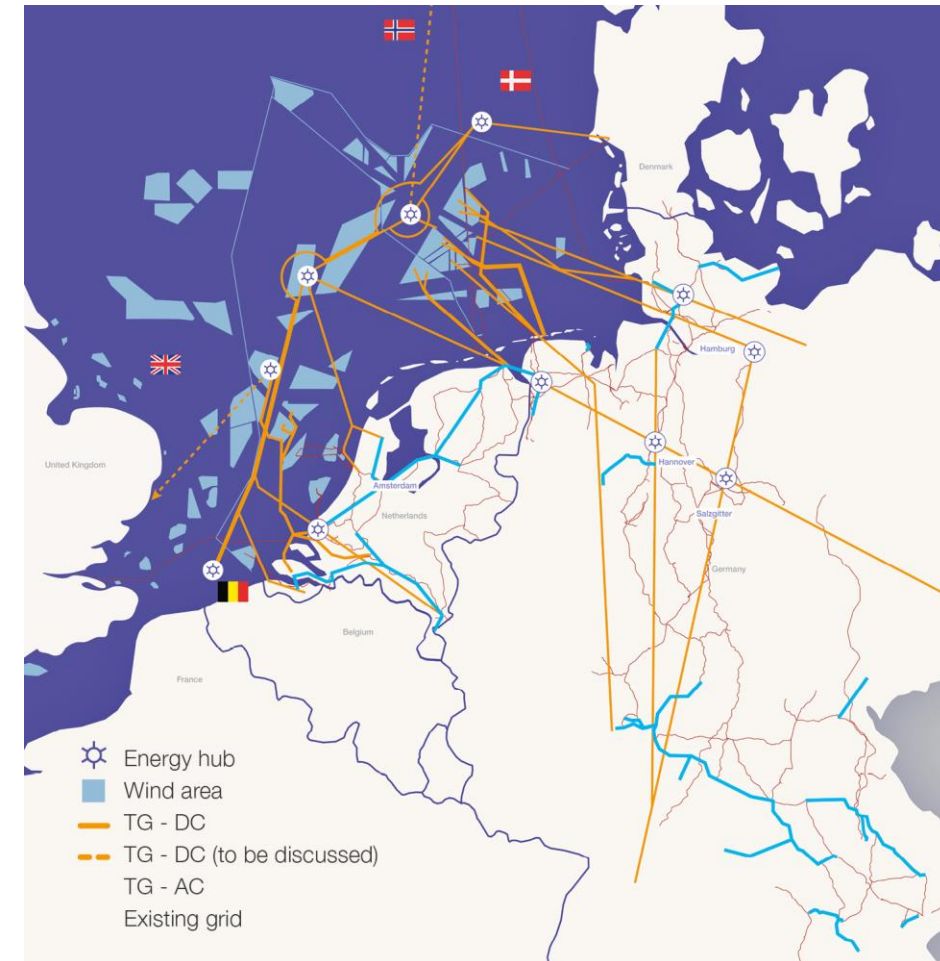 Denmark
Hamburg
United Kingdom
Hannover
Amsterdam
Netherlands
Salzgitter
Germany
Belgium
France
Energy hub
Wind area
TG - DC
TG - DC (to be discussed)
TG - AC
Existing grid